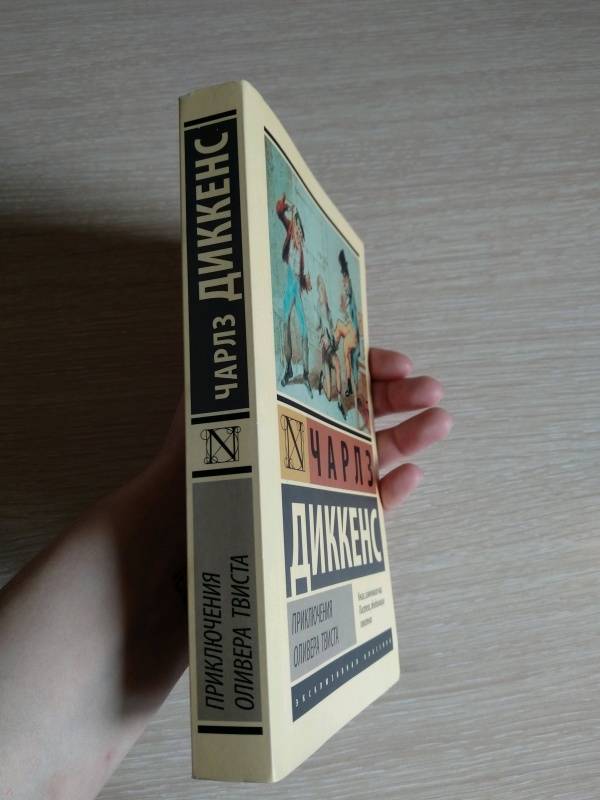 ЧАРЛЗ ДИККЕНС
N
ПРИКЛЮЧЕНИЯ
ОЛИВЕРА ТВИСТА
N
ЧАРЛЗ
ДИККЕНС
ПРИКЛЮЧЕНИЯ
ОЛИВЕРА ТВИСТА
ЭКСКЛЮЗИВНАЯ КЛАССИКА